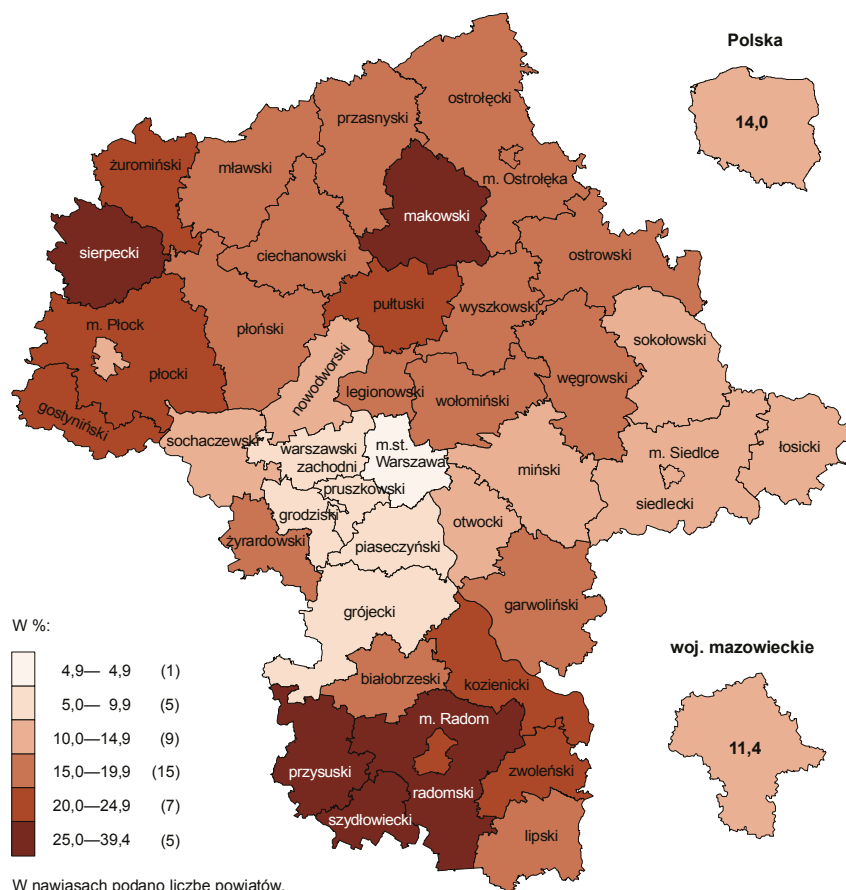 Polska
14,0
ostrołęcki
przasnyski
żuromiński
mławski
m. Ostrołęka
makowski
sierpecki
ciechanowski
ostrowski
pułtuski
wyszkowski
m. Płock
płoński
sokołowski
płocki
nowodworski
legionowski
wołomiński
węgrowski
gostyniński
sochaczewski
warszawski
zachodni
m.st.
Warszawa
miński
m. Siedlce
łosicki
pruszkowski
siedlecki
grodziski
otwocki
żyrardowski
piaseczyński
garwoliński
grójecki
W %:
woj. mazowieckie
11,4
białobrzeski
kozienicki
m. Radom
przysuski
zwoleński
radomski
szydłowiecki
lipski
4,9— 4,9 (1)
5,0— 9,9 (5)
10,0—14,9 (9)
15,0—19,9 (15)
20,0—24,9 (7)
25,0—39,4 (5)
W nawiasach podano liczbę powiatów.